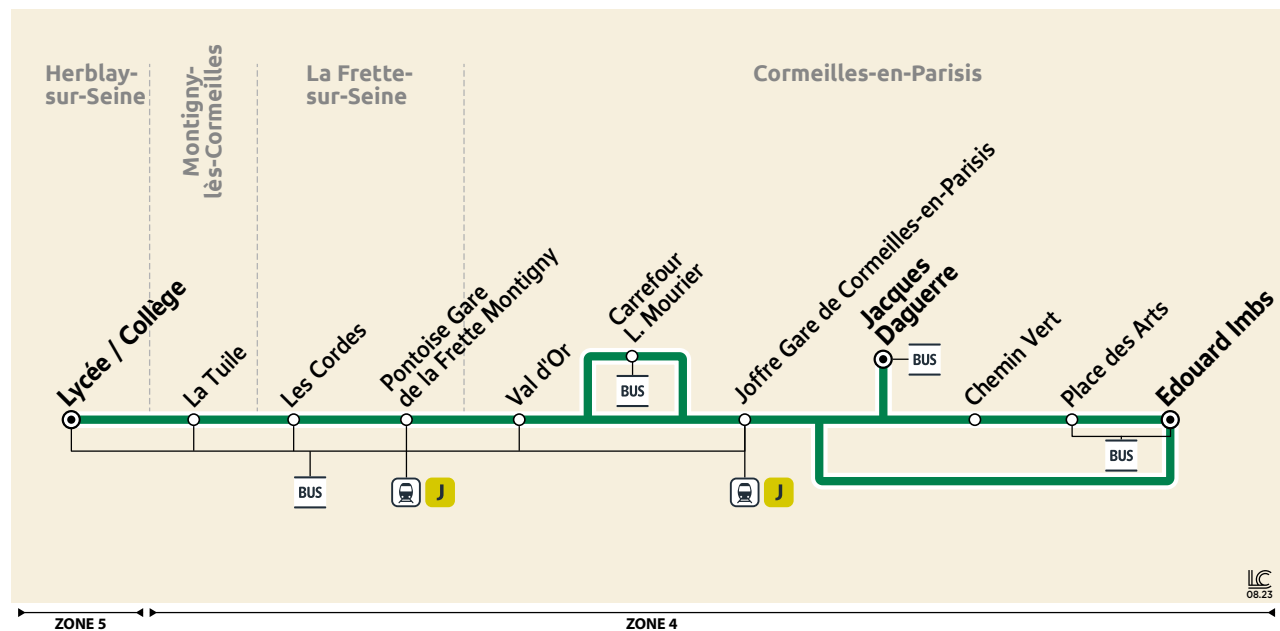 Herblay-
sur-Seine
Montigny-
lès-Cormeilles
La Frette-
sur-Seine
Cormeilles-en-Parisis
Lycée / Collège
La Tuile
Les Cordes
Pontoise Gare
de la Frette Montigny
Val d'Or
Carrefour
L. Mourier
Joffre Gare de Cormeilles-en-Parisis
Jacques
Daguerre
Chemin Vert
Place des Arts
Edouard Imbs
BUS
BUS
BUS
BUS
J
J
LC
08.23
ZONE 5
ZONE 4